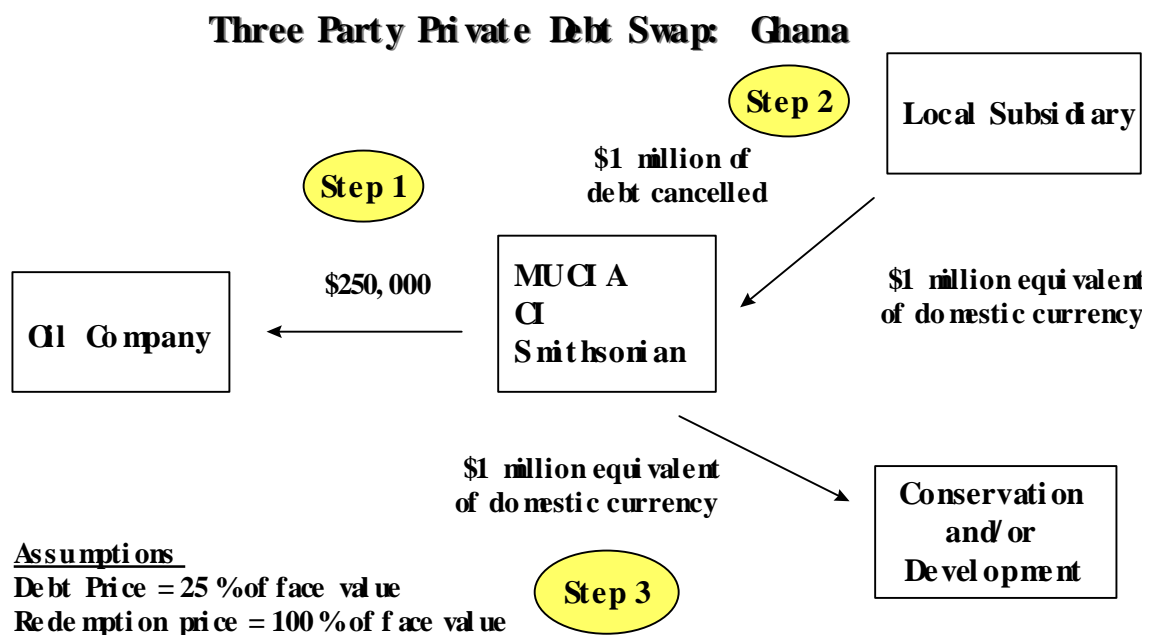 Three Party Private Debt Swap: Ghana
Step 2
Local Subsidiary
$1 million of
debt cancelled
Step 1
$250,000
MUCIA
CI
Smithsonian
$1 million equivalent
of domestic currency
Oil Company
$1 million equivalent
of domestic currency
Conservation
and/or
Development
Step 3
Assumptions
Debt Price = 25% of face value
Redemption price = 100% of face value